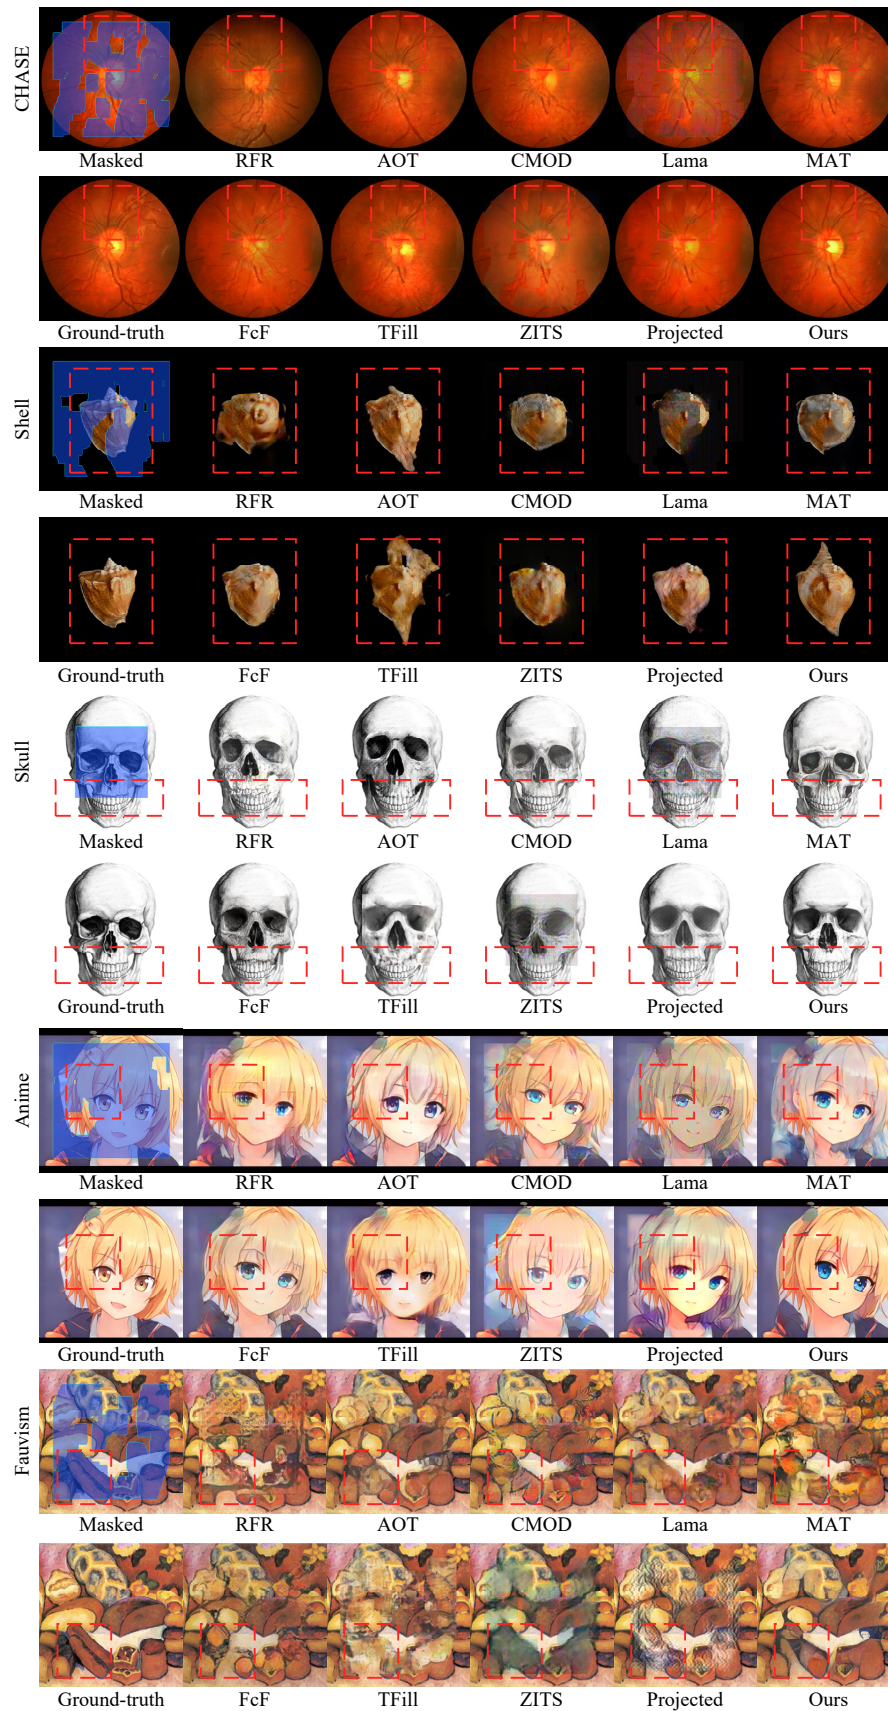 CHASE
Masked RFR AOT CMOD Lama MAT
Ground-truth FcF TFill ZITS Projected Ours
Shell
Masked RFR AOT CMOD Lama MAT
Ground-truth FcF TFill ZITS Projected Ours
Skull
Masked RFR AOT CMOD Lama MAT
Ground-truth FcF TFill ZITS Projected Ours
Anime
Masked RFR AOT CMOD Lama MAT
Ground-truth FcF TFill ZITS Projected Ours
Fauvism
Masked RFR AOT CMOD Lama MAT
Ground-truth FcF TFill ZITS Projected Ours